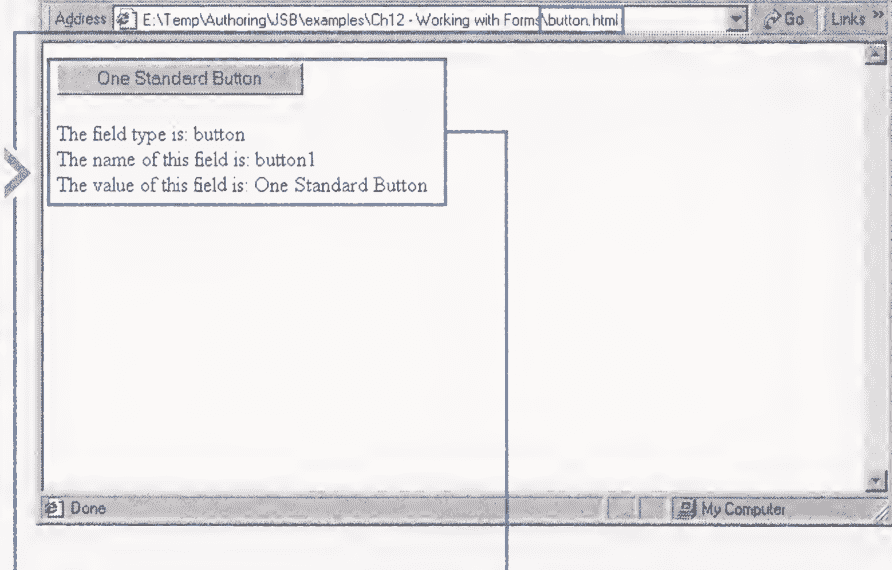 Address E:\Temp\Authoring\JSB\examples\Ch12 - Working with Forms\button.html Go Links »
One Standard Button
The field type is: button
The name of this field is: button1
The value of this field is: One Standard Button
Done My Computer